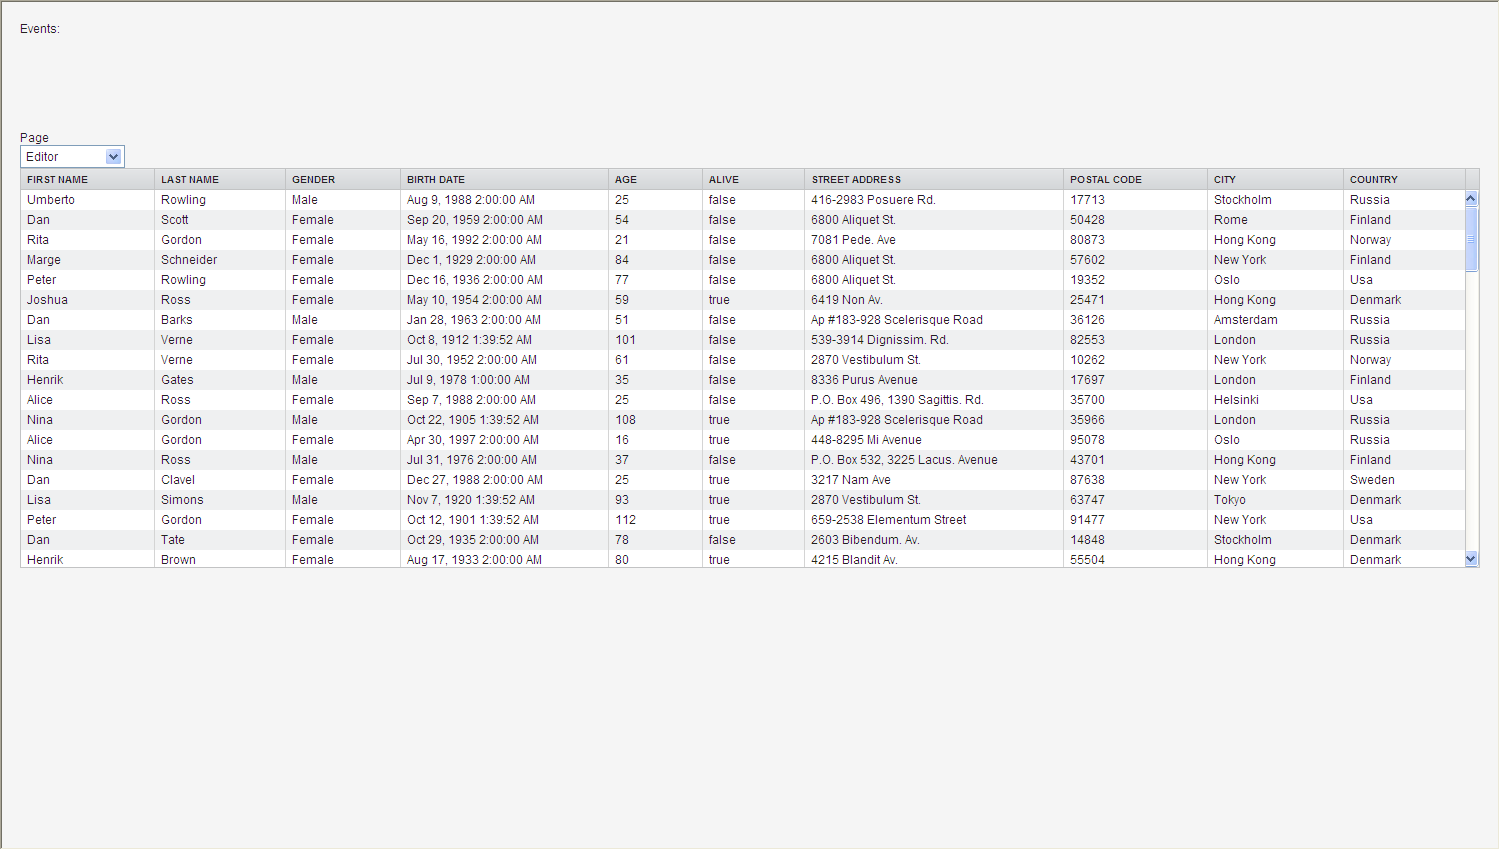 Events:
Page
Editor
FIRST NAME LAST NAME GENDER BIRTH DATE AGE ALIVE STREET ADDRESS POSTAL CODE CITY COUNTRY
Umberto Rowling Male Aug 9, 1988 2:00:00 AM 25 false 416-2983 Posuere Rd. 17713 Stockholm Russia
Dan Scott Female Sep 20, 1959 2:00:00 AM 54 false 6800 Aliquet St. 50428 Rome Finland
Rita Gordon Female May 16, 1992 2:00:00 AM 21 false 7081 Pede. Ave 80873 Hong Kong Norway
Marge Schneider Female Dec 1, 1929 2:00:00 AM 84 false 6800 Aliquet St. 57602 New York Finland
Peter Rowling Female Dec 16, 1936 2:00:00 AM 77 false 6800 Aliquet St. 19352 Oslo Usa
Joshua Ross Female May 10, 1954 2:00:00 AM 59 true 6419 Non Av. 25471 Hong Kong Denmark
Dan Barks Male Jan 28, 1963 2:00:00 AM 51 false Ap #183-928 Scelerisque Road 36126 Amsterdam Russia
Lisa Verne Female Oct 8, 1912 1:39:52 AM 101 false 539-3914 Dignissim. Rd. 82553 London Russia
Rita Verne Female Jul 30, 1952 2:00:00 AM 61 false 2870 Vestibulum St. 10262 New York Norway
Henrik Gates Male Jul 9, 1978 1:00:00 AM 35 false 8336 Purus Avenue 17697 London Finland
Alice Ross Female Sep 7, 1988 2:00:00 AM 25 false P.O. Box 496, 1390 Sagittis. Rd. 35700 Helsinki Usa
Nina Gordon Male Oct 22, 1905 1:39:52 AM 108 true Ap #183-928 Scelerisque Road 35966 London Russia
Alice Gordon Female Apr 30, 1997 2:00:00 AM 16 true 448-8295 Mi Avenue 95078 Oslo Russia
Nina Ross Male Jul 31, 1976 2:00:00 AM 37 false P.O. Box 532, 3225 Lacus. Avenue 43701 Hong Kong Finland
Dan Clavel Female Dec 27, 1988 2:00:00 AM 25 true 3217 Nam Ave 87638 New York Sweden
Lisa Simons Male Nov 7, 1920 1:39:52 AM 93 true 2870 Vestibulum St. 63747 Tokyo Denmark
Peter Gordon Female Oct 12, 1901 1:39:52 AM 112 true 659-2538 Elementum Street 91477 New York Usa
Dan Tate Female Oct 29, 1935 2:00:00 AM 78 false 2603 Bibendum. Av. 14848 Stockholm Denmark
Henrik Brown Female Aug 17, 1933 2:00:00 AM 80 true 4215 Blandit Av. 55504 Hong Kong Denmark